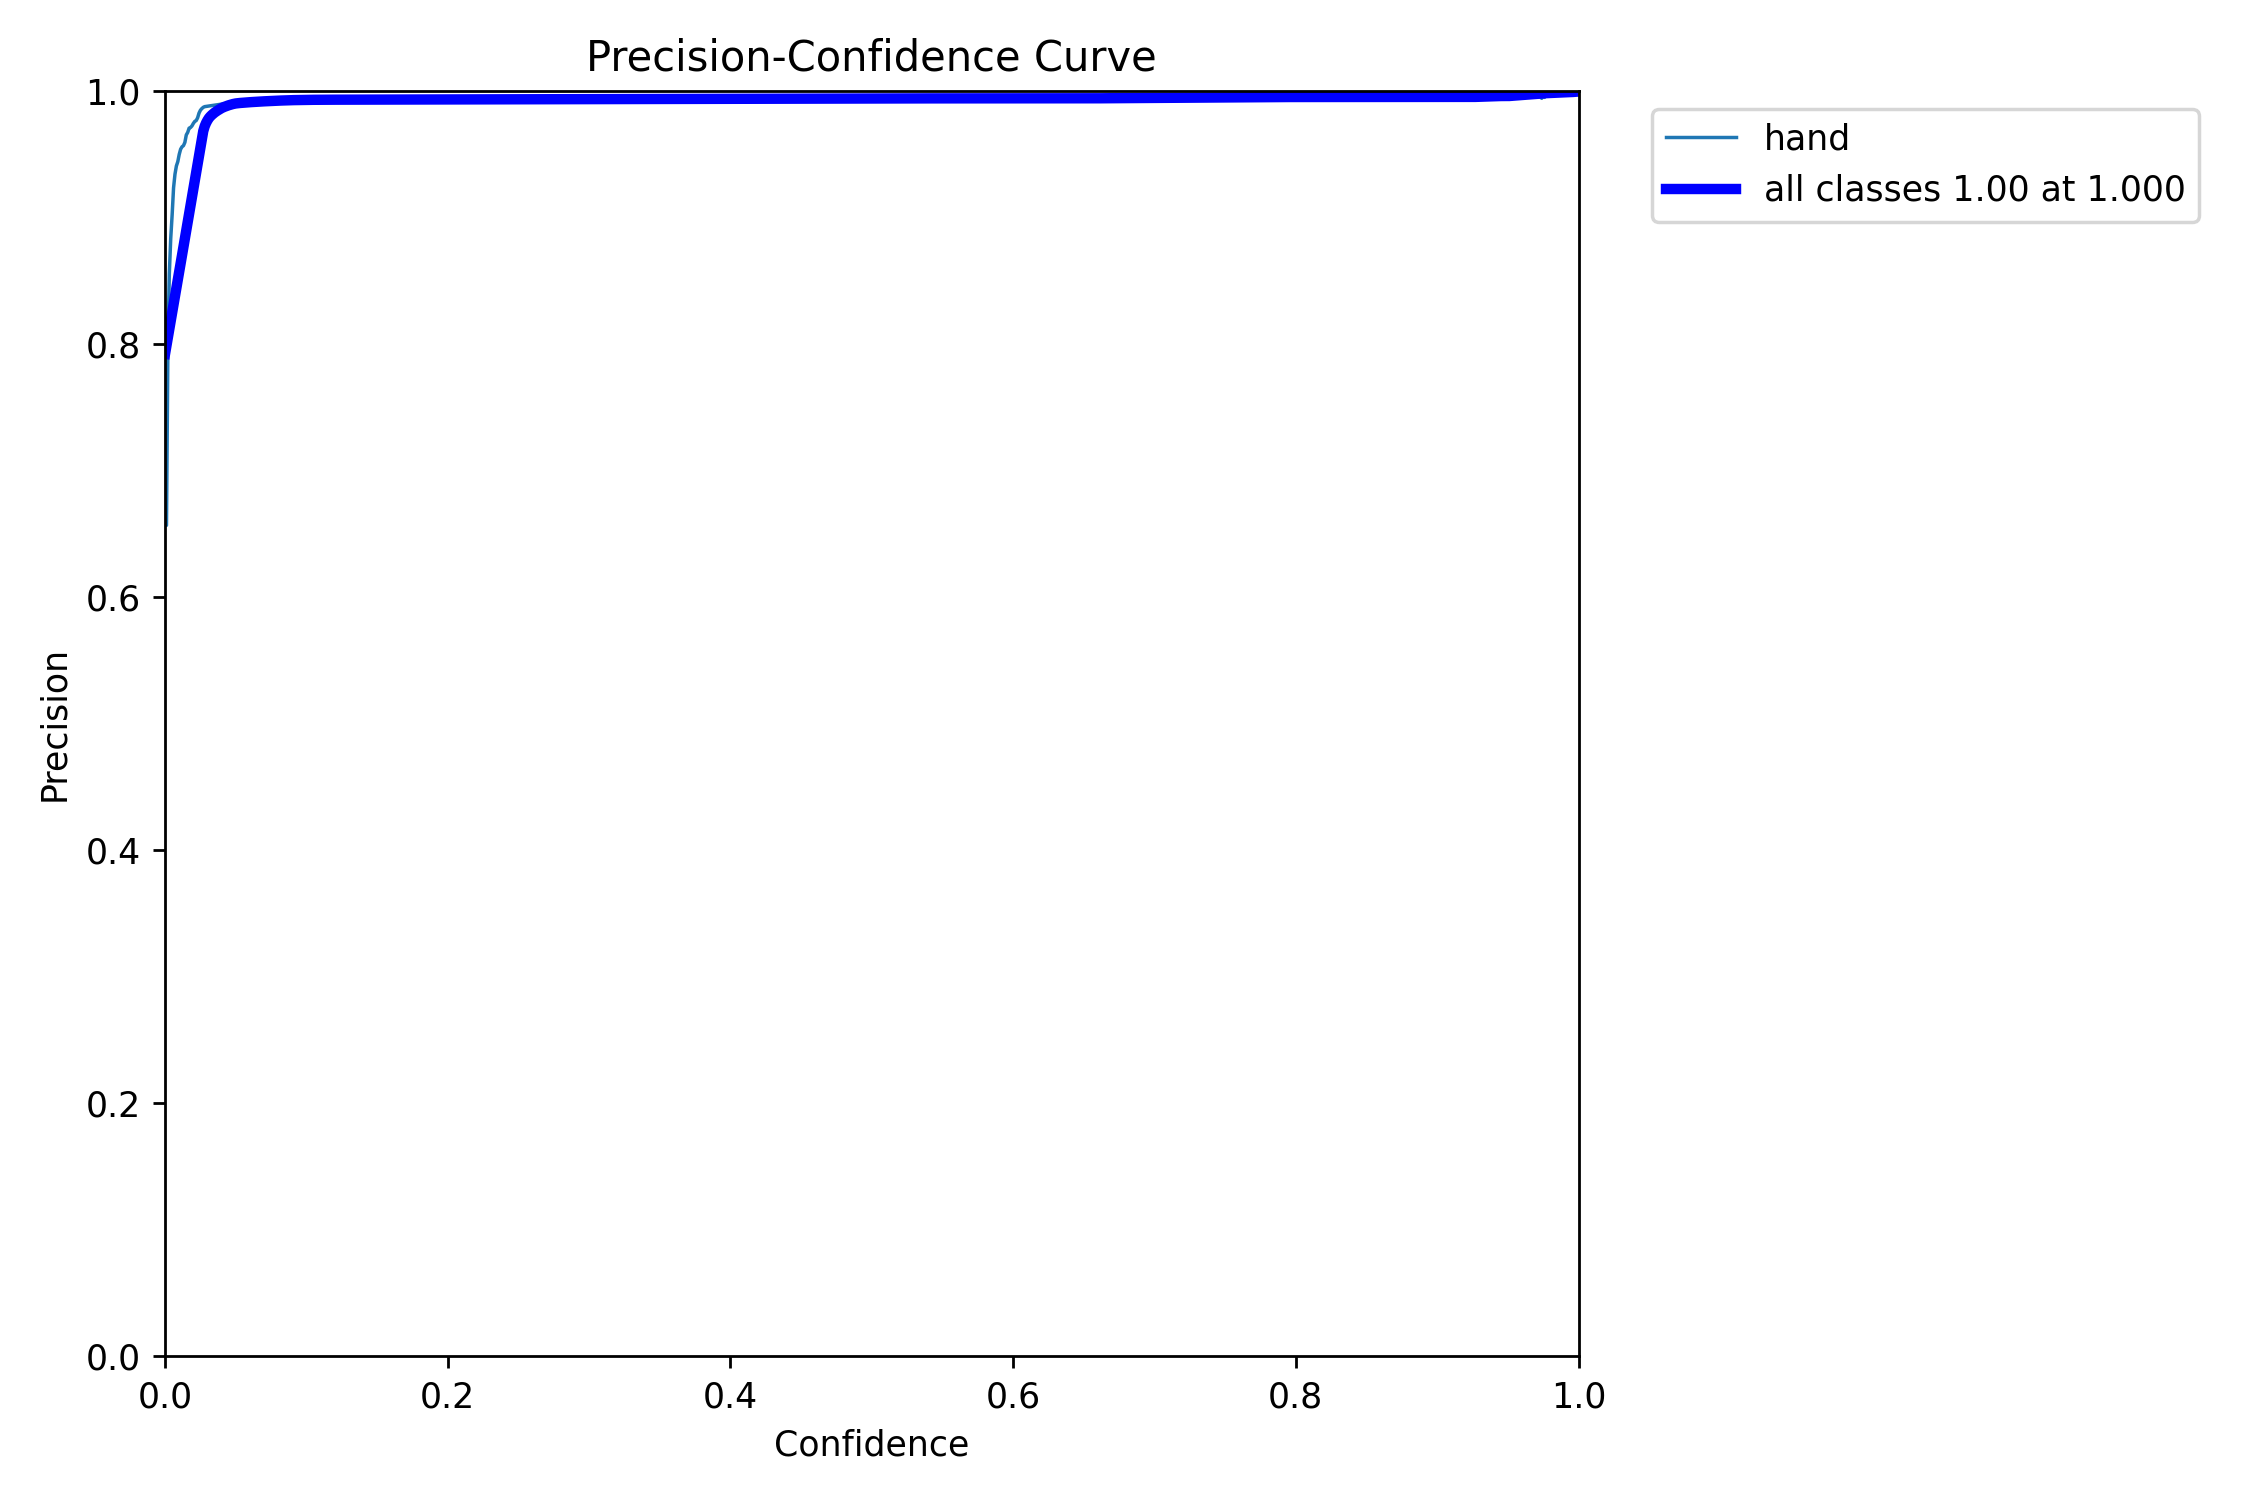 Precision-Confidence Curve
1.0
0.8
0.6
0.4
0.2
0.0
Precision
0.0 0.2 0.4 0.6 0.8 1.0
Confidence
hand
all classes 1.00 at 1.000